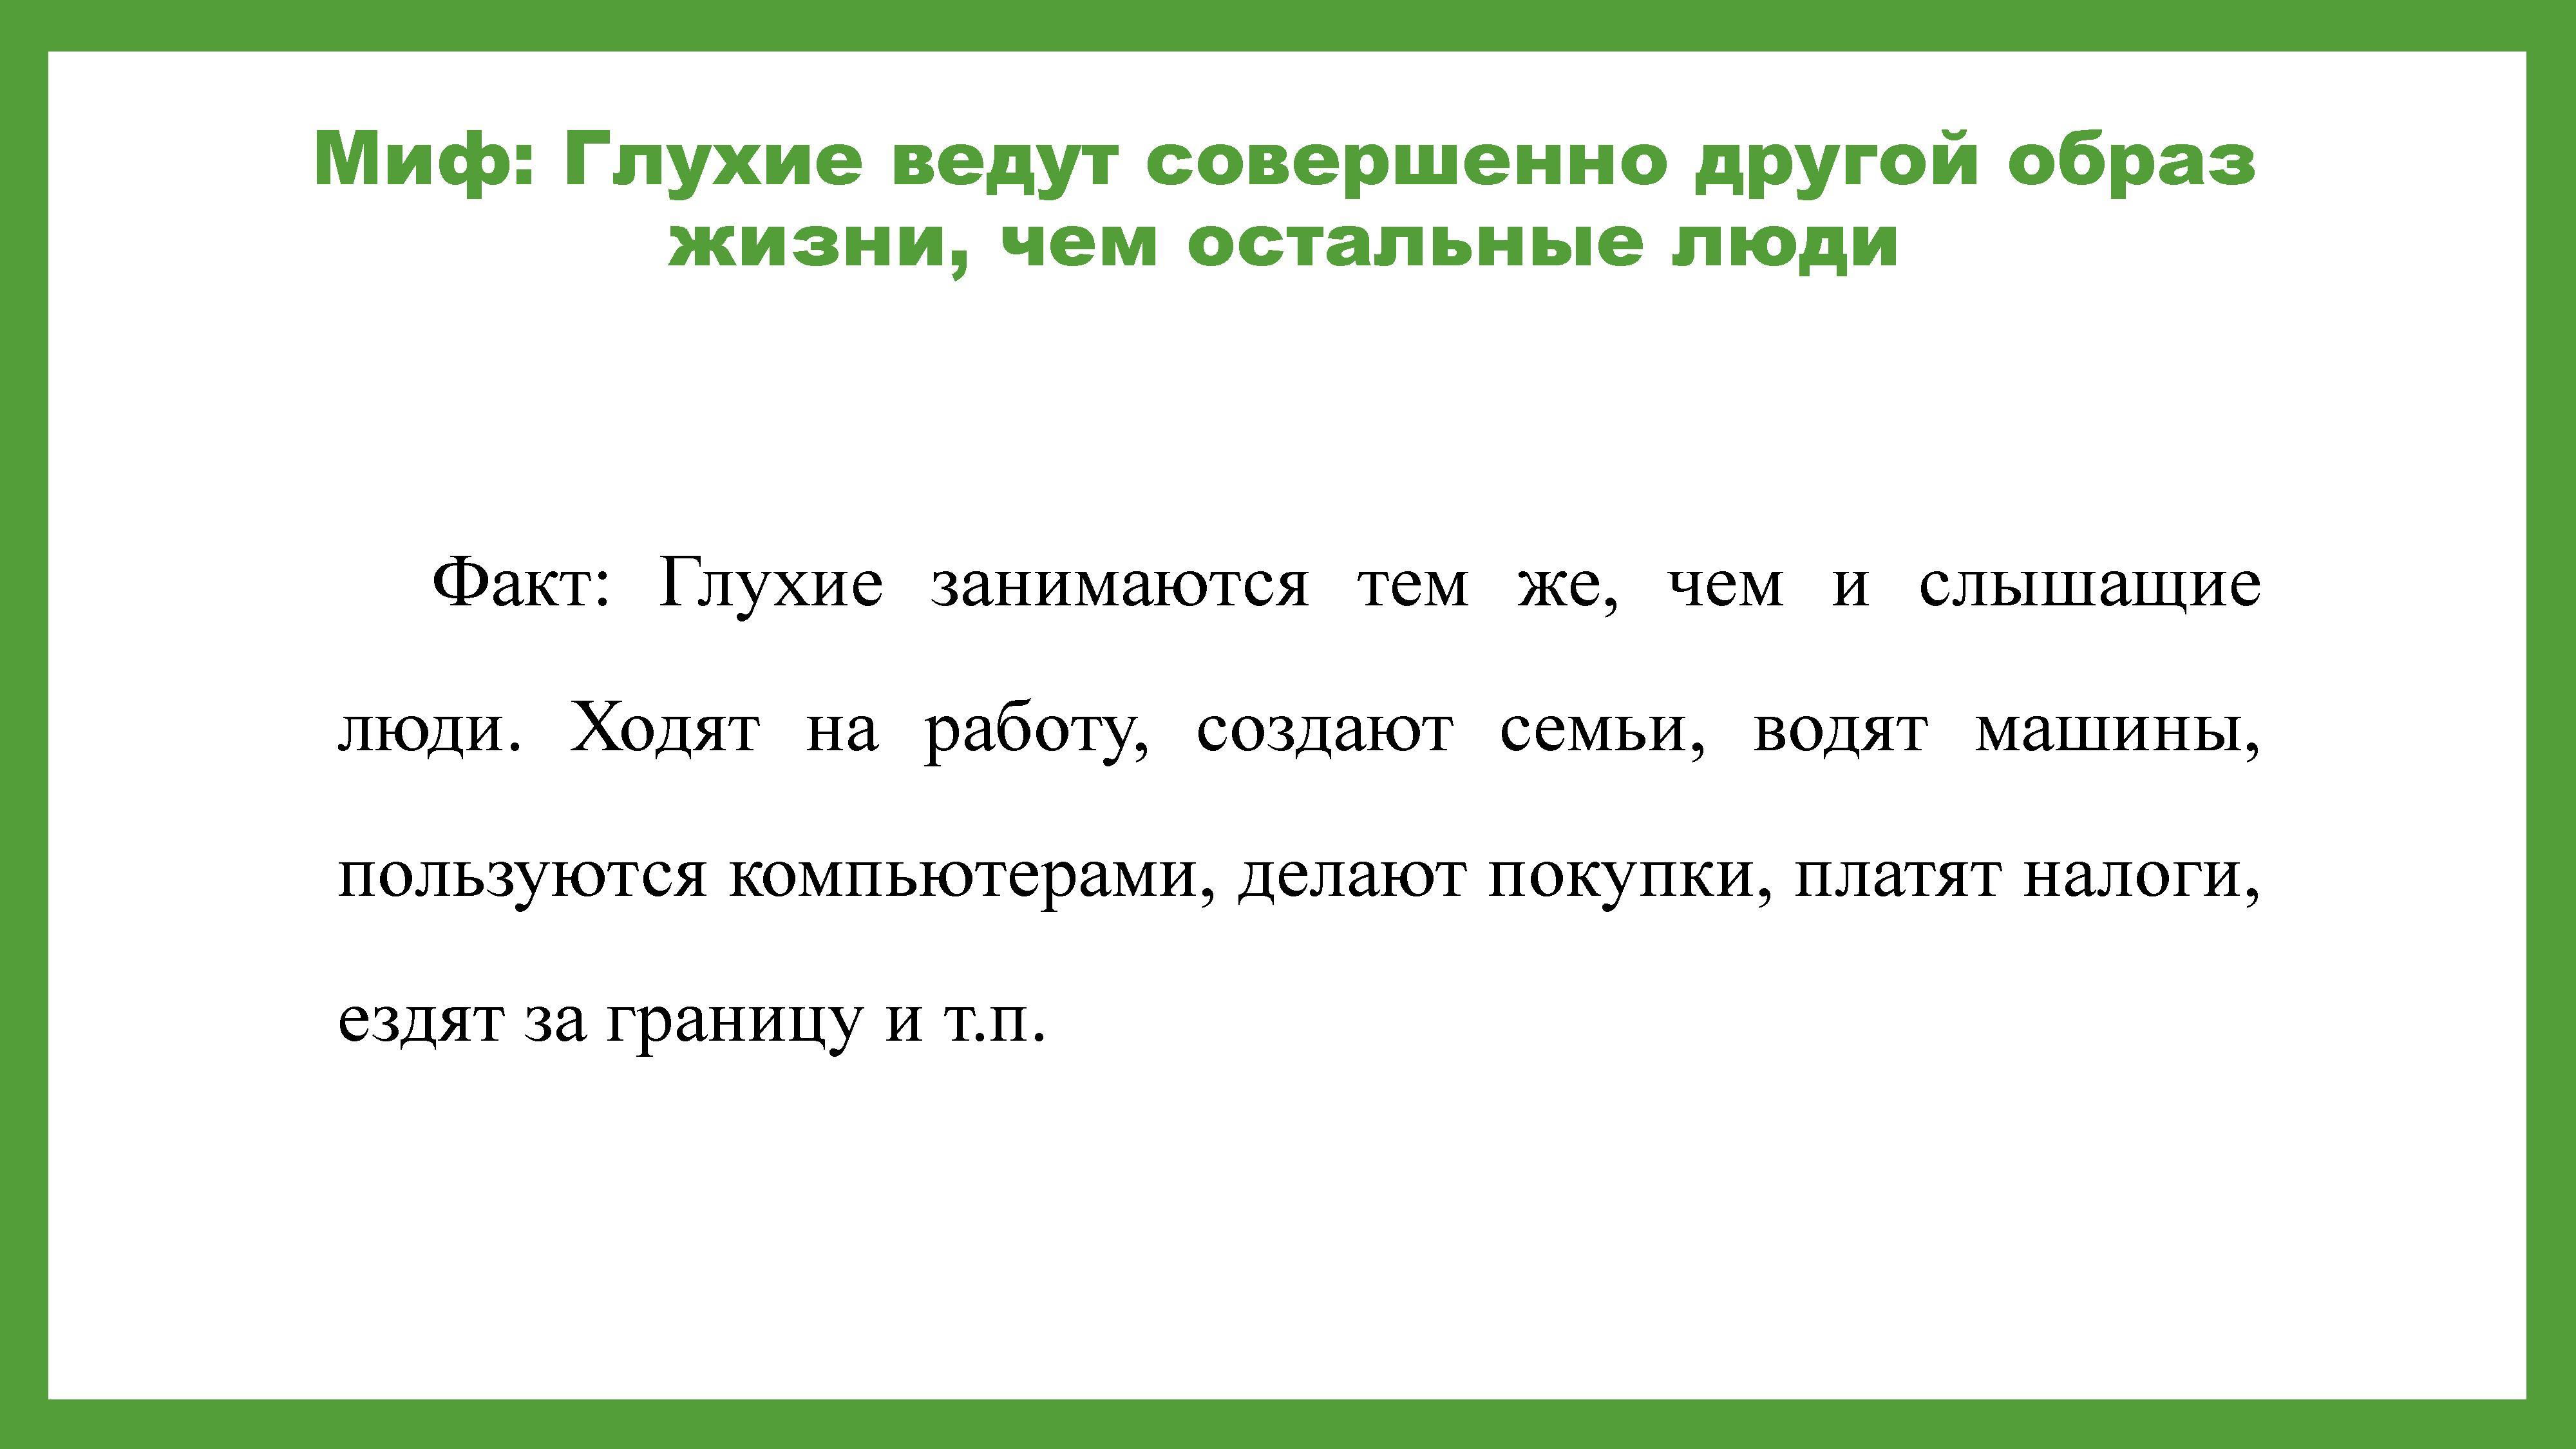 Миф: Глухие ведут совершенно другой образ
жизни, чем остальные люди
Факт: Глухие занимаются тем же, чем и слышащие
люди. Ходят на работу, создают семьи, водят машины,
пользуются компьютерами, делают покупки, платят налоги,
ездят за границу и т.п.